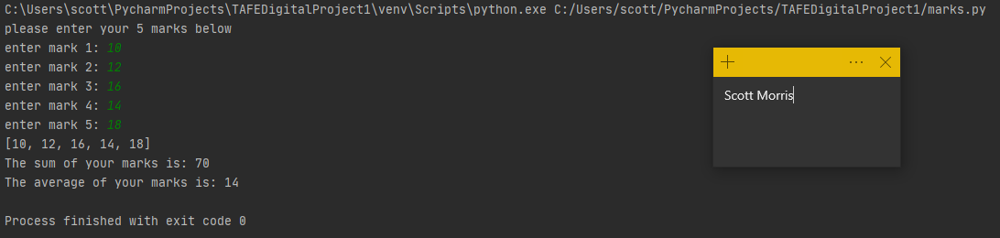 C:\Users\scott\PycharmProjects\TAFEDigitalProject1\venv\Scripts\python.exe C:/Users/scott/PycharmProjects/TAFEDigitalProject1/marks.py
please enter your 5 marks below
enter mark 1: 10
enter mark 2: 12
enter mark 3: 16
enter mark 4: 14
enter mark 5: 18
[10, 12, 16, 14, 18]
The sum of your marks is: 70
The average of your marks is: 14
Process finished with exit code 0
Scott Morris